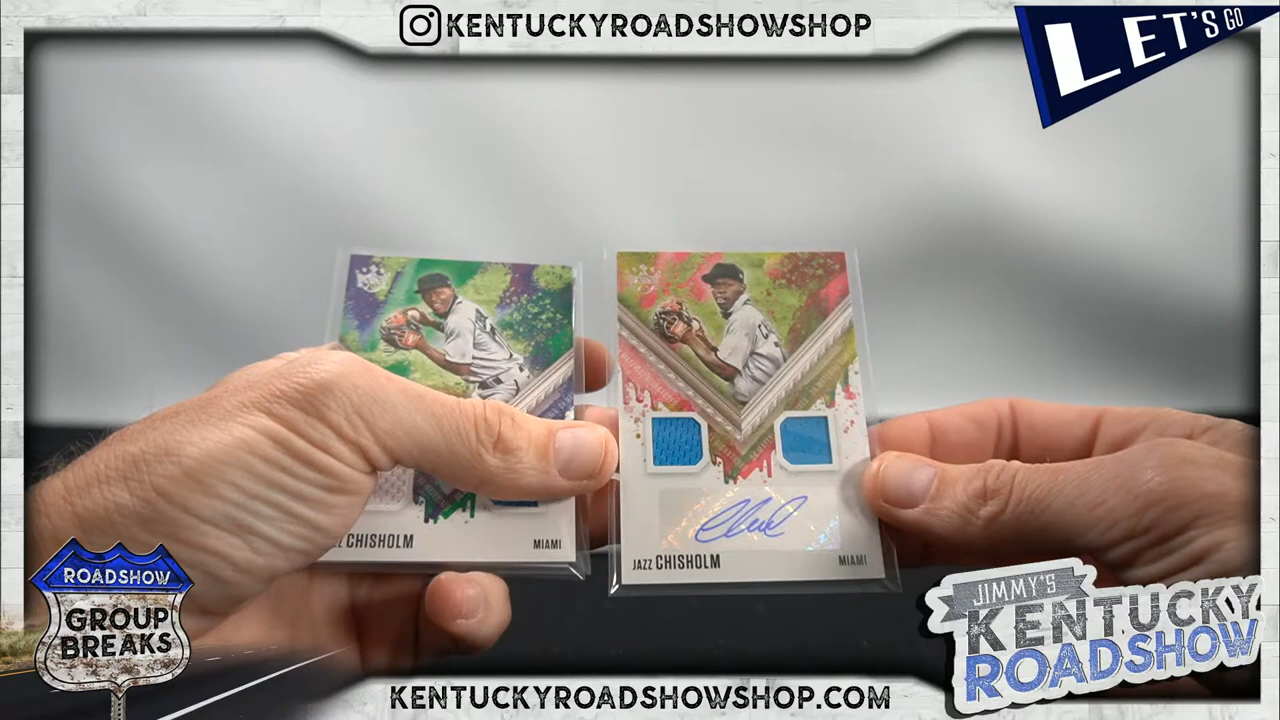 KENTUCKYROADSHOWSHOP
LET'S GO
CHISHOLM
MIAMI
JAZZ CHISHOLM
MIAMI
ROADSHOW
GROUP
BREAKS
JIMMY'S
KENTUCKY
ROADSHOW
KENTUCKYROADSHOWSHOP.COM